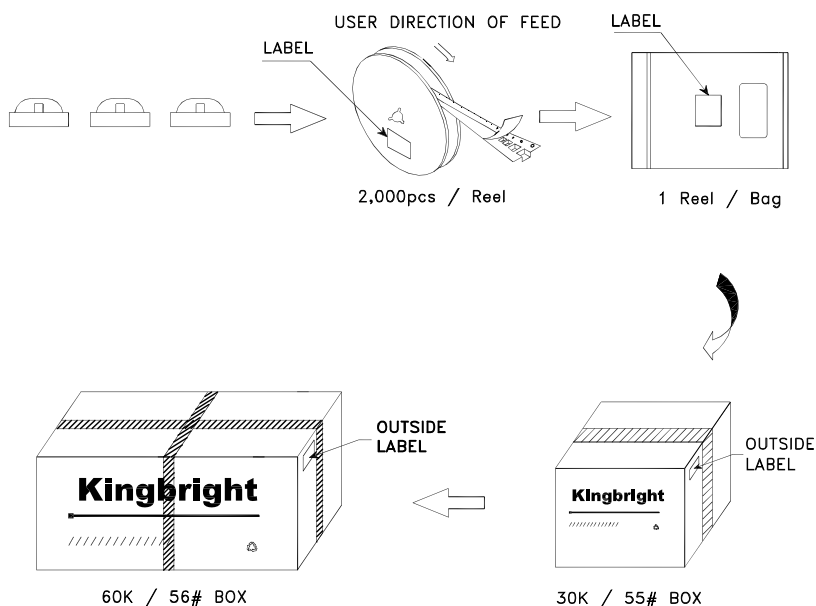 USER DIRECTION OF FEED
LABEL
LABEL
2,000pcs / Reel
1 Reel / Bag
OUTSIDE
LABEL
Kingbright
60K / 56# BOX
OUTSIDE
LABEL
Kingbright
30K / 55# BOX